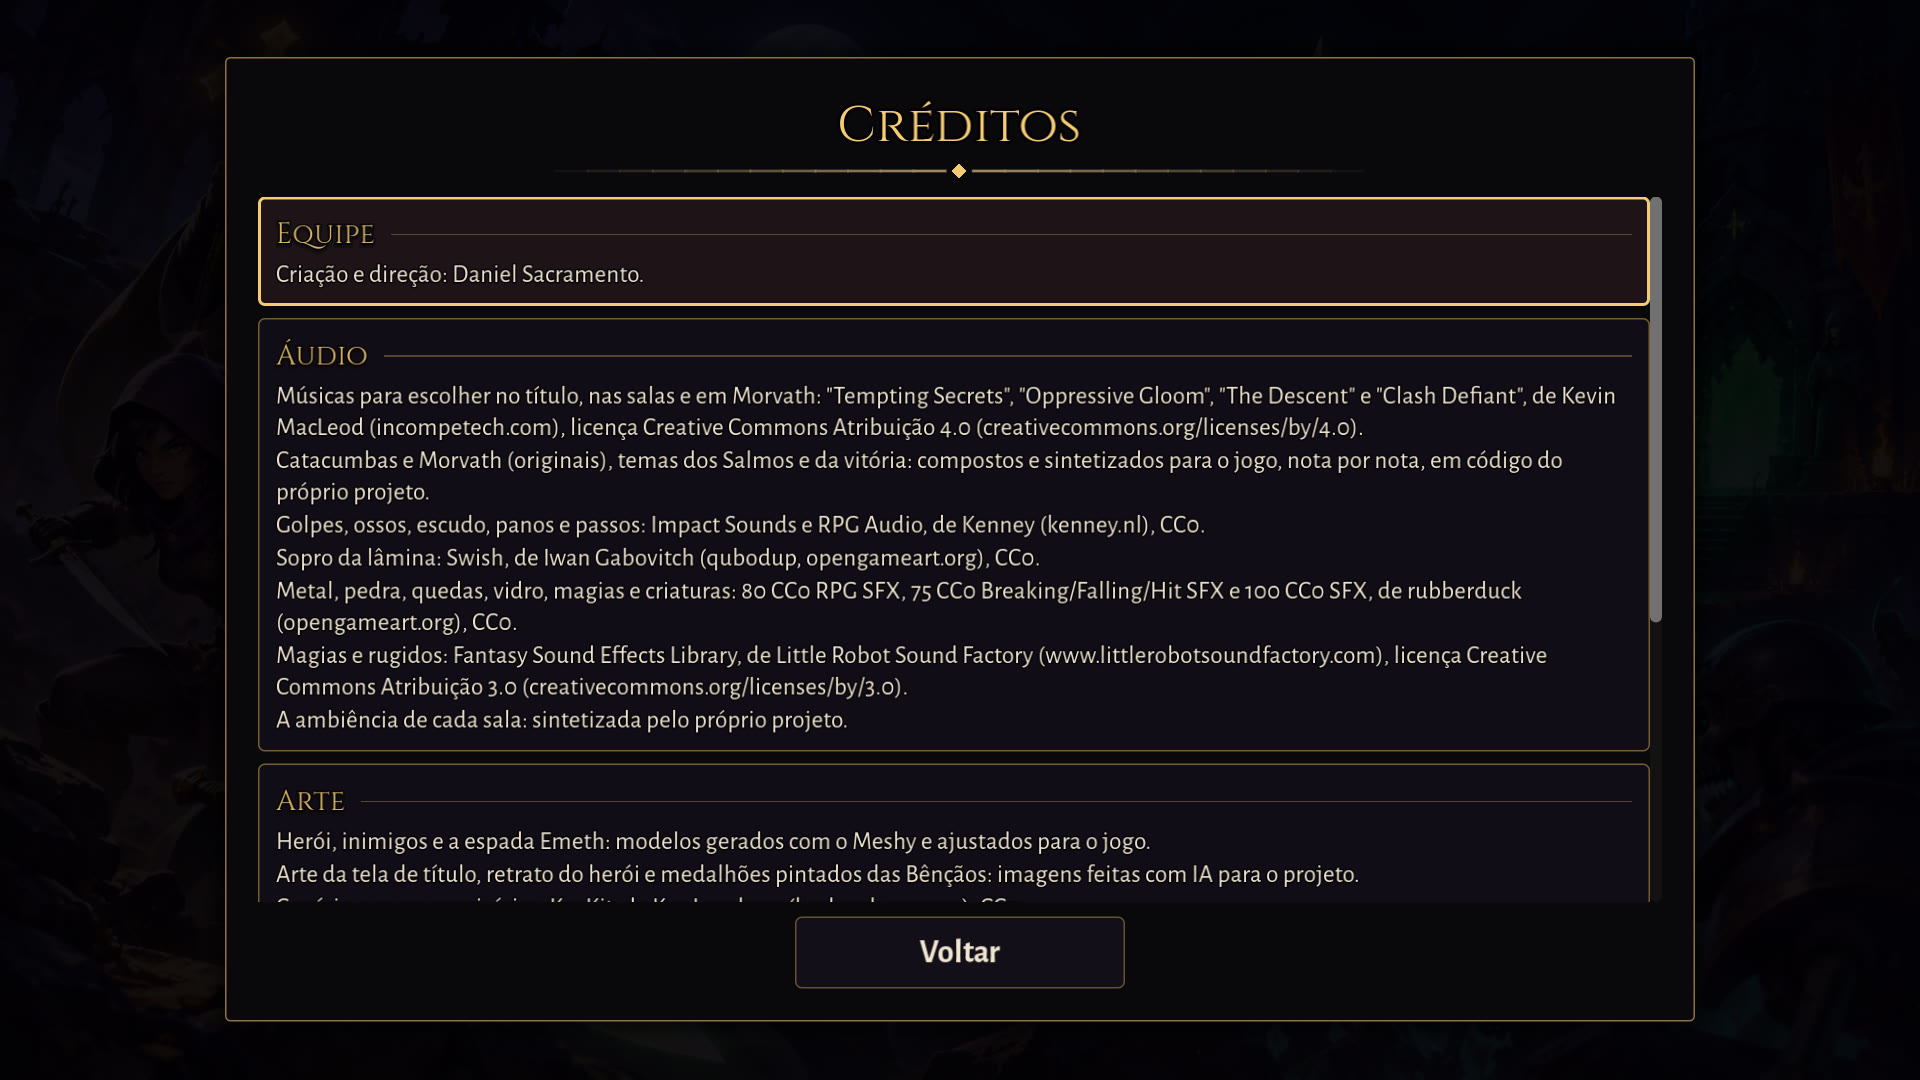 Créditos
Equipe
Criação e direção: Daniel Sacramento.
Áudio
Músicas para escolher no título, nas salas e em Morvath: "Tempting Secrets", "Oppressive Gloom", "The Descent" e "Clash Defiant", de Kevin
MacLeod (incompetech.com), licença Creative Commons Atribuição 4.0 (creativecommons.org/licenses/by/4.0).
Catacumbas e Morvath (originais), temas dos Salmos e da vitória: compostos e sintetizados para o jogo, nota por nota, em código do
próprio projeto.
Golpes, ossos, escudo, panos e passos: Impact Sounds e RPG Audio, de Kenney (kenney.nl), CC0.
Sopro da lâmina: Swish, de Iwan Gabovitch (qubodup, opengameart.org), CC0.
Metal, pedra, quedas, vidro, magias e criaturas: 80 CC0 RPG SFX, 75 CC0 Breaking/Falling/Hit SFX e 100 CC0 SFX, de rubberduck
(opengameart.org), CC0.
Magias e rugidos: Fantasy Sound Effects Library, de Little Robot Sound Factory (www.littlerobotsoundfactory.com), licença Creative
Commons Atribuição 3.0 (creativecommons.org/licenses/by/3.0).
A ambiência de cada sala: sintetizada pelo próprio projeto.
Arte
Herói, inimigos e a espada Emeth: modelos gerados com o Meshy e ajustados para o jogo.
Arte da tela de título, retrato do herói e medalhões pintados das Bênçãos: imagens feitas com IA para o projeto.
Voltar